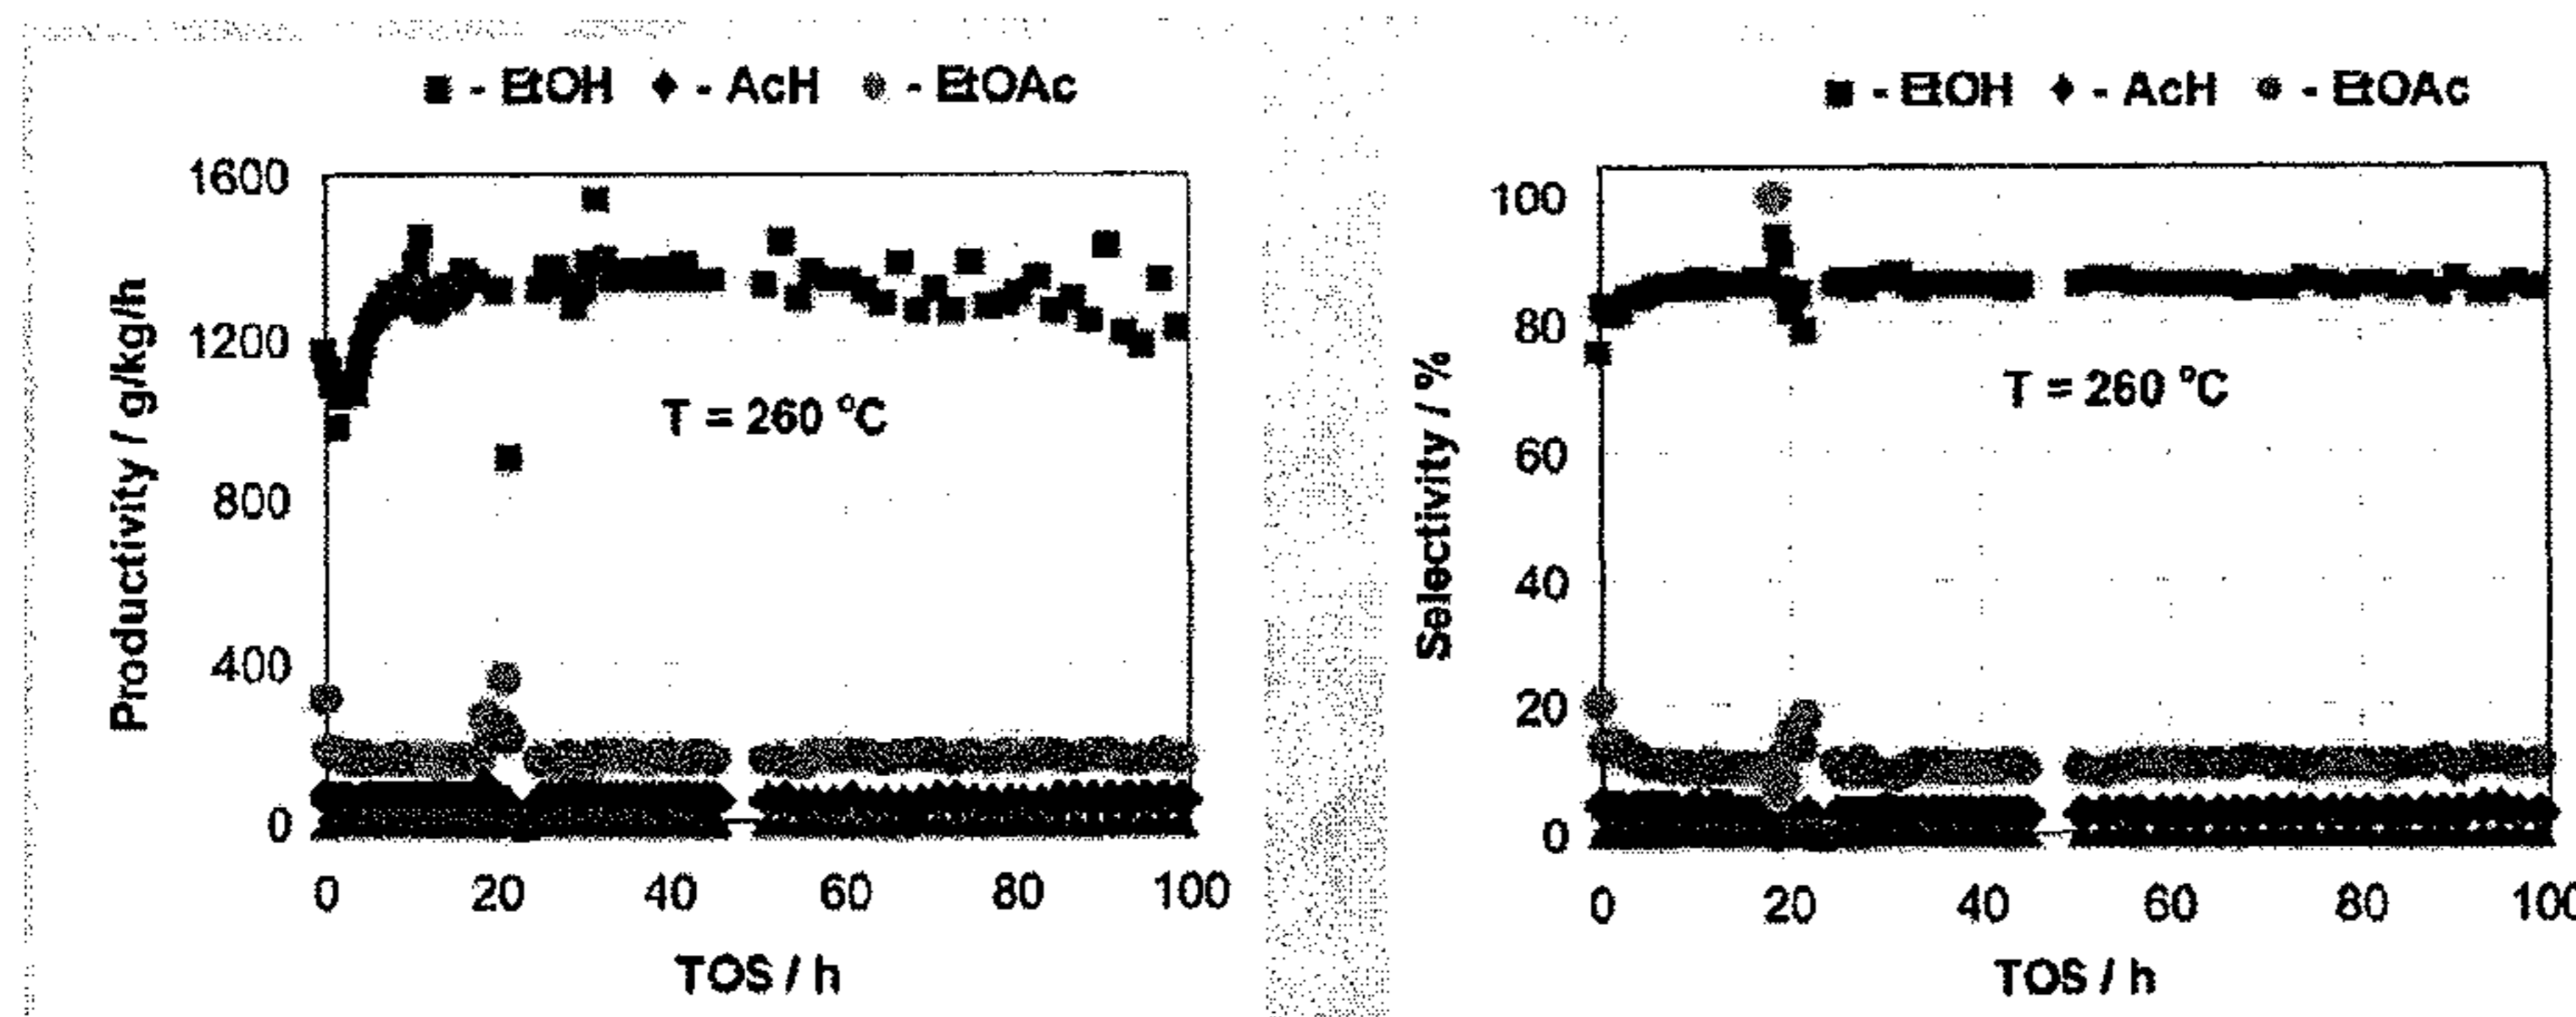 ■ - EtOH ♦ - AcH ● - EtOAc
1600
1200
800
400
0
Productivity / g/kg/h
T = 260 °C
0 20 40 60 80 100
TOS / h
■ - EtOH ♦ - AcH ● - EtOAc
100
80
60
40
20
0
Selectivity / %
T = 260 °C
0 20 40 60 80 100
TOS / h